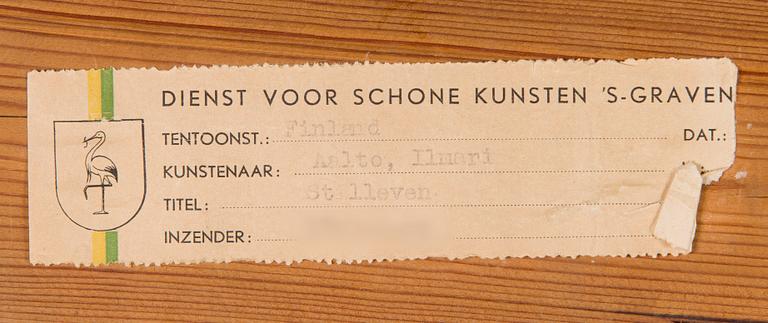 DIENST VOOR SCHONE KUNSTEN 'S-GRAVEN
TENTOONST.: Finland DAT.:
KUNSTENAAR: Aalto, Ilmari
TITEL: Stilleven
INZENDER: